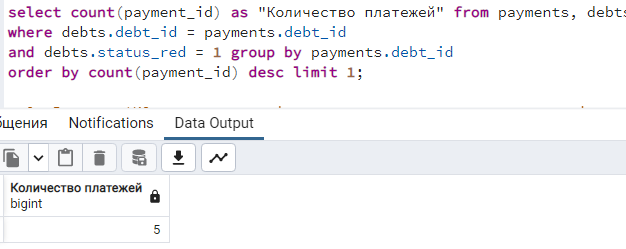 select count(payment_id) as "Количество платежей" from payments, debts
where debts.debt_id = payments.debt_id
and debts.status_red = 1 group by payments.debt_id
order by count(payment_id) desc limit 1;
бщения Notifications Data Output
Количество платежей
bigint
5